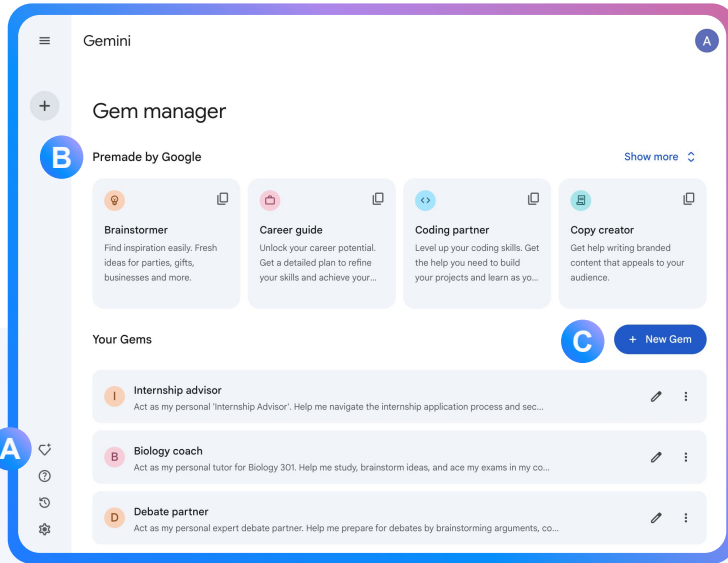 Gemini
A
Gem manager
B
Premade by Google
Show more
Brainstormer
Find inspiration easily. Fresh
ideas for parties, gifts,
businesses and more.
Career guide
Unlock your career potential.
Get a detailed plan to refine
your skills and achieve your...
Coding partner
Level up your coding skills. Get
the help you need to build
your projects and learn as yo...
Copy creator
Get help writing branded
content that appeals to your
audience.
Your Gems
C
+ New Gem
I
Internship advisor
Act as my personal 'Internship Advisor'. Help me navigate the internship application process and sec...
B
Biology coach
Act as my personal tutor for Biology 301. Help me study, brainstorm ideas, and ace my exams in my co...
A
D
Debate partner
Act as my personal expert debate partner. Help me prepare for debates by brainstorming arguments, co...